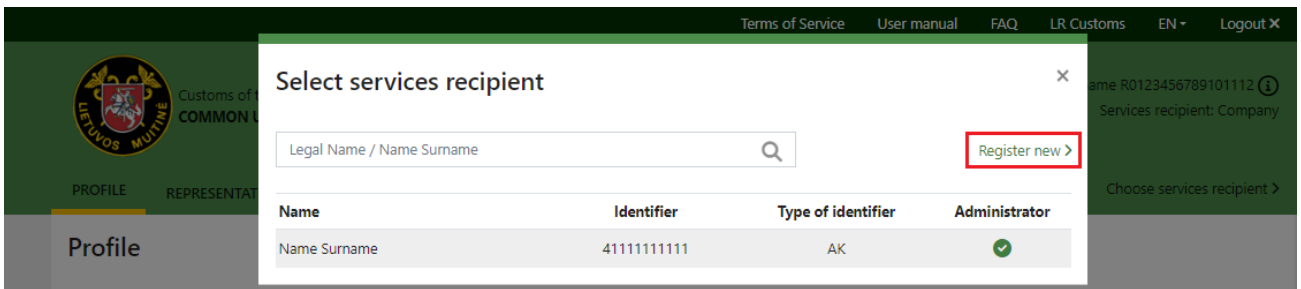 Terms of Service User manual FAQ LR Customs EN Logout ×
Select services recipient ×
LIETUVOS MUITINĖ
Customs of t
COMMON U
ame R0123456789101112
Services recipient: Company
Legal Name / Name Surname
Register new >
PROFILE REPRESENTAT
Choose services recipient >
Name Identifier Type of identifier Administrator
Profile
Name Surname 41111111111 AK